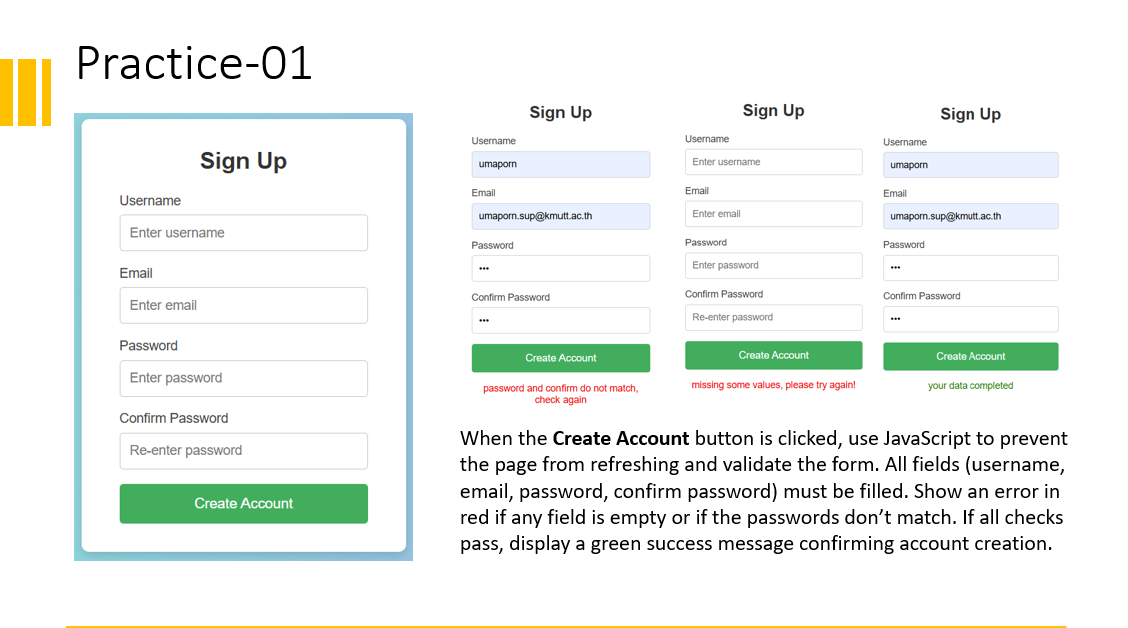 Practice-01
Sign Up
Username
Enter username
Email
Enter email
Password
Enter password
Confirm Password
Re-enter password
Create Account
Sign Up
Username
umaporn
Email
umaporn.sup@kmutt.ac.th
Password
•••
Confirm Password
•••
Create Account
password and confirm do not match,
check again
Sign Up
Username
Enter username
Email
Enter email
Password
Enter password
Confirm Password
Re-enter password
Create Account
missing some values, please try again!
Sign Up
Username
umaporn
Email
umaporn.sup@kmutt.ac.th
Password
•••
Confirm Password
•••
Create Account
your data completed
When the Create Account button is clicked, use JavaScript to prevent
the page from refreshing and validate the form. All fields (username,
email, password, confirm password) must be filled. Show an error in
red if any field is empty or if the passwords don’t match. If all checks
pass, display a green success message confirming account creation.